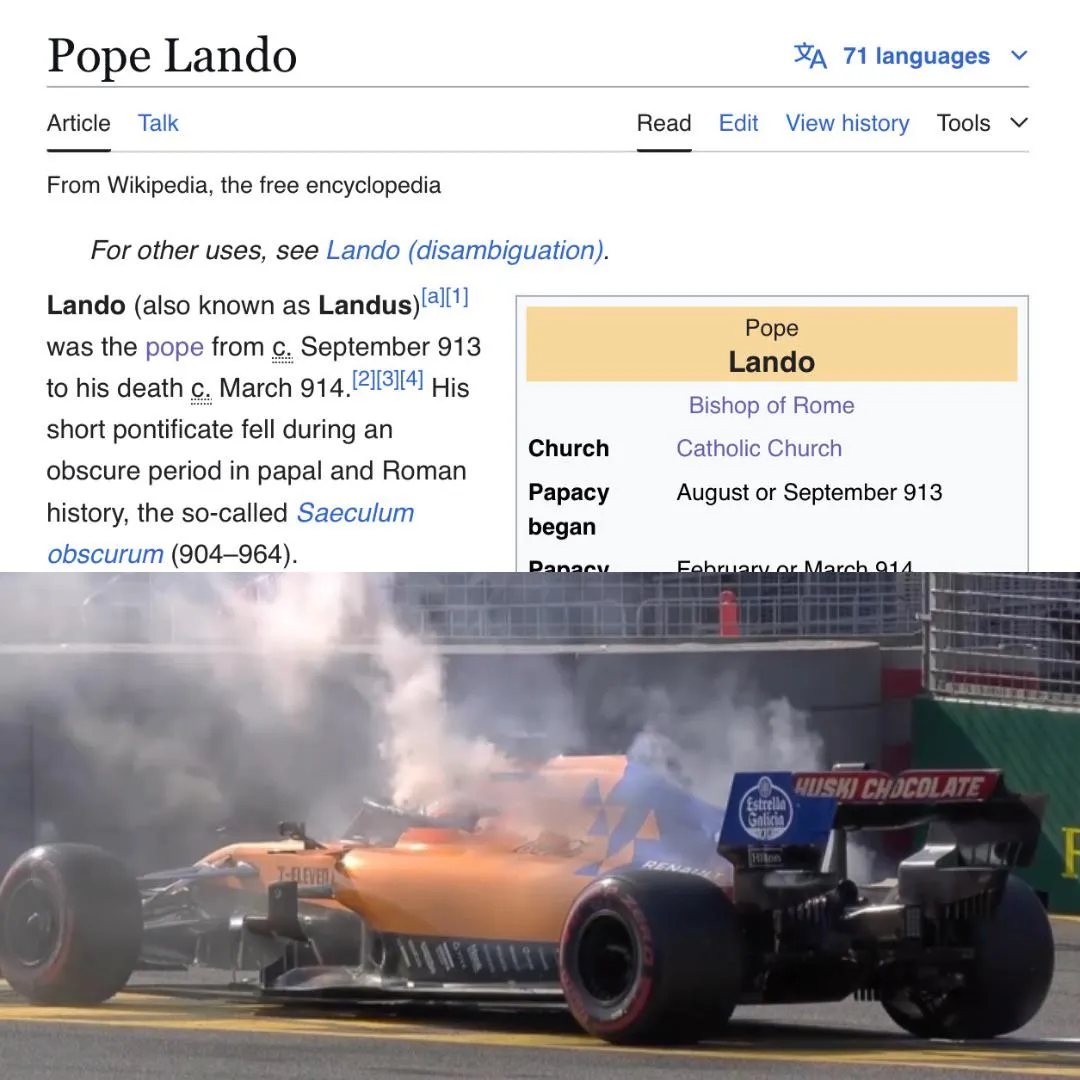 Pope Lando
71 languages
Article Talk Read Edit View history Tools
From Wikipedia, the free encyclopedia
For other uses, see Lando (disambiguation).
Lando (also known as Landus)[a][1]
was the pope from c. September 913
to his death c. March 914.[2][3][4] His
short pontificate fell during an
obscure period in papal and Roman
history, the so-called Saeculum
obscurum (904–964).
Pope
Lando
Bishop of Rome
Church Catholic Church
Papacy August or September 913
began
Papacy February or March 914
HUSKI CHOCOLATE
Estrella
Galicia
Hilton
7-ELEVEN
RENAULT